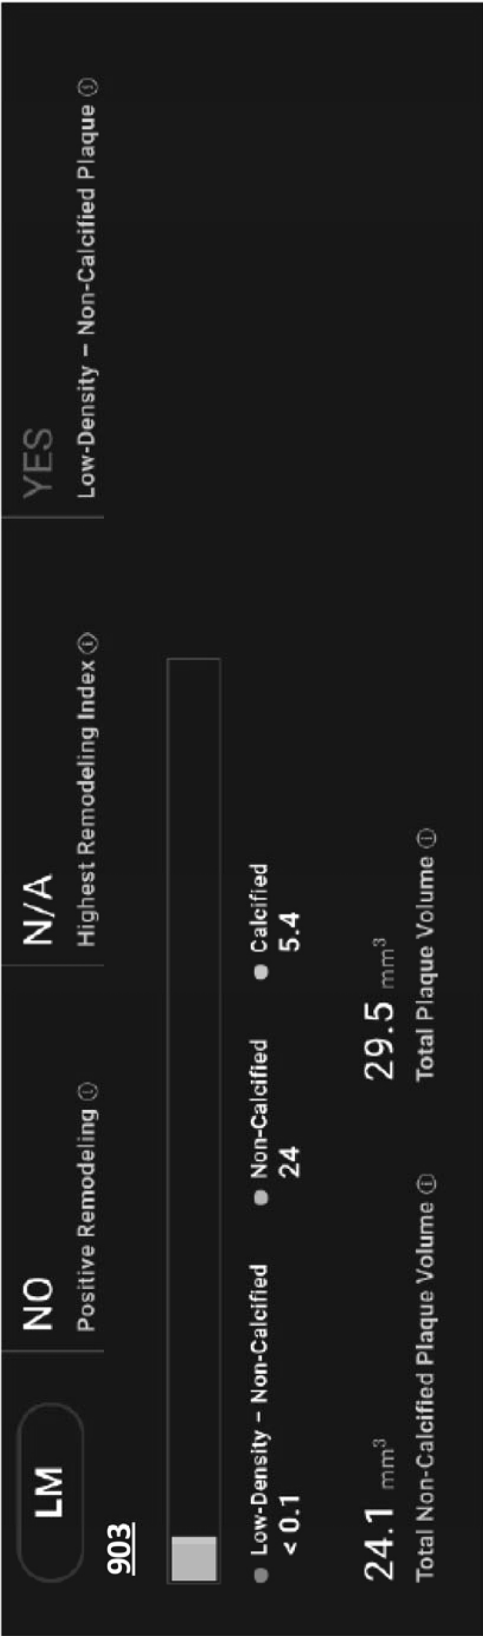 LM
NO
Positive Remodeling ⓘ
N/A
Highest Remodeling Index ⓘ
YES
Low-Density – Non-Calcified Plaque ⓘ
903
Low-Density – Non-Calcified
< 0.1
Non-Calcified
24
Calcified
5.4
24.1 mm³
Total Non-Calcified Plaque Volume ⓘ
29.5 mm³
Total Plaque Volume ⓘ